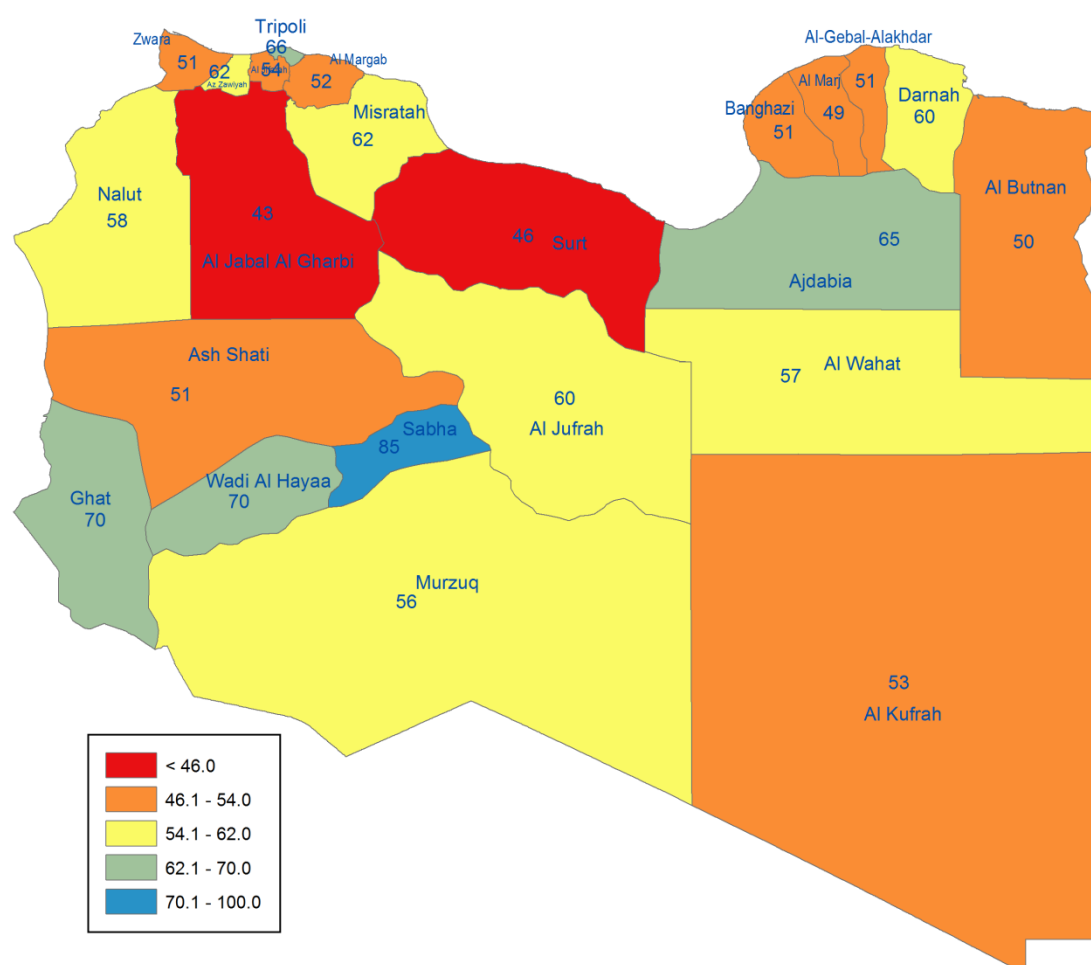 Tripoli
66
Zwara
51
62
Az Zawiyah
Al
54
Al Margab
52
Misratah
62
Al-Gebal-Alakhdar
51
Al Marj
49
Banghazi
51
Darnah
60
Al Butnan
50
Nalut
58
43
Al Jabal Al Gharbi
46 Surt
65
Ajdabia
Ash Shati
51
57 Al Wahat
60
Al Jufrah
Sabha
85
Wadi Al Hayaa
70
Ghat
70
Murzuq
56
53
Al Kufrah
< 46.0
46.1 - 54.0
54.1 - 62.0
62.1 - 70.0
70.1 - 100.0